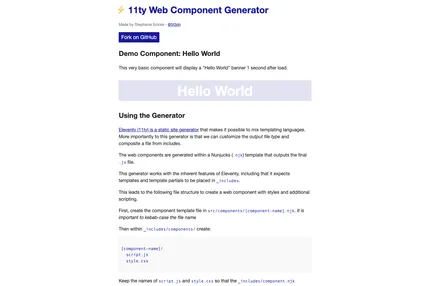 ⚡ 11ty Web Component Generator
Made by Stephanie Eckles -
Fork on GitHub
Demo Component: Hello World
This very basic component will display a "Hello World" banner 1 second after load.
Hello World
Using the Generator
Eleventy (11ty) is a static site generator that makes it possible to mix templating languages.
More importantly to this generator is that we can customize the output file type and
composite a file from includes.
The web components are generated within a Nunjucks (.njk) template that outputs the final
.js file.
This generator works with the inherent features of Eleventy, including that it expects
templates and template partials to be placed in _includes.
This leads to the following file structure to create a web component with styles and additional
scripting.
First, create the component template file in src/components/[component-name].njk. It is
important to kebab case the file name
Then within _includes/components/ create:
[component-name]/
script.js
style.css
Keep the names of script.js and style.css so that the _includes/component.njk